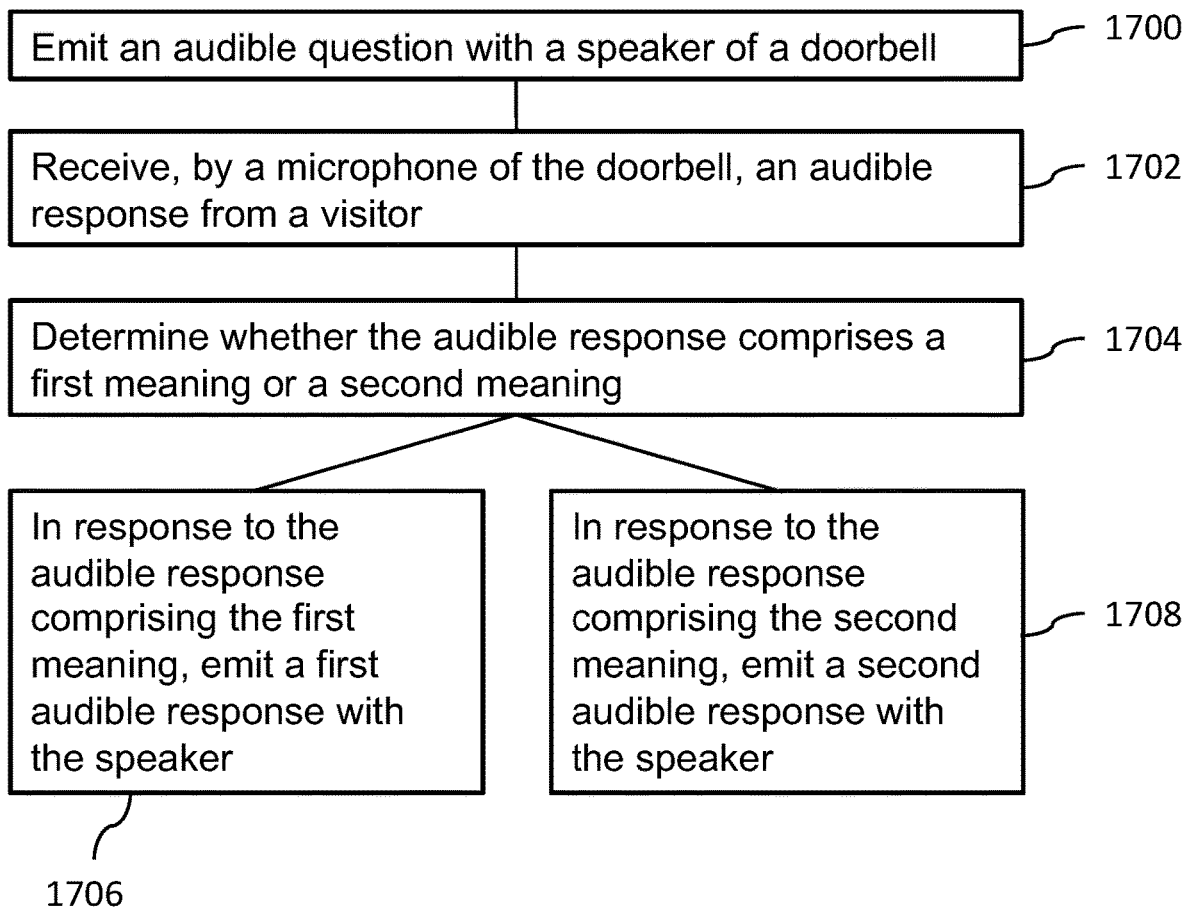 Emit an audible question with a speaker of a doorbell
1700
Receive, by a microphone of the doorbell, an audible
response from a visitor
1702
Determine whether the audible response comprises a
first meaning or a second meaning
1704
In response to the
audible response
comprising the first
meaning, emit a first
audible response with
the speaker
1706
In response to the
audible response
comprising the second
meaning, emit a second
audible response with
the speaker
1708